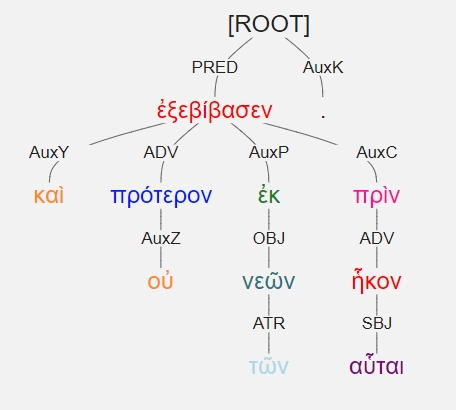 [ROOT]
PRED AuxK
ἐξεβίβασεν .
AuxY ADV AuxP AuxC
καὶ πρότερον ἐκ πρὶν
AuxZ OBJ ADV
οὐ νεῶν ἧκον
ATR SBJ
τῶν αὗται